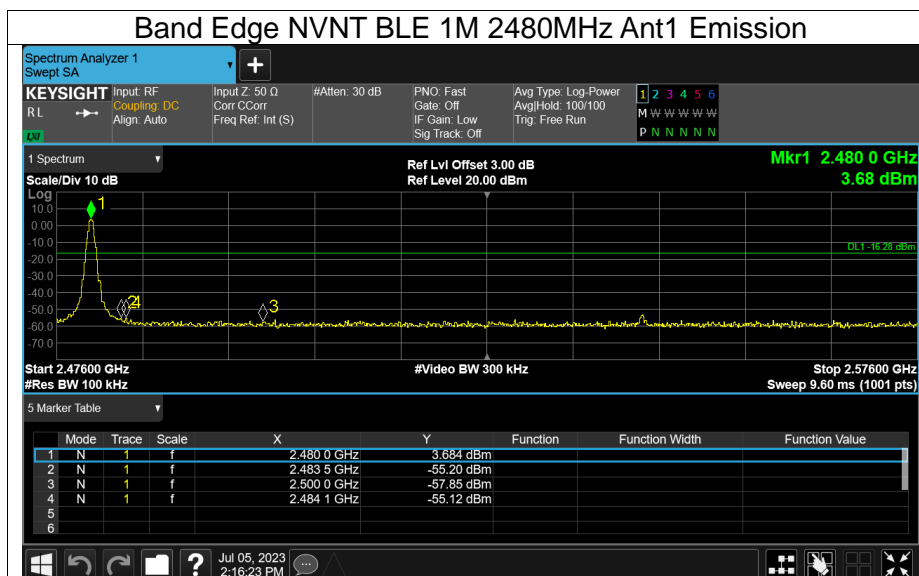 Band Edge NVNT BLE 1M 2480MHz Ant1 Emission
Spectrum Analyzer 1
Swept SA
+
KEYSIGHT Input: RF Input Z: 50 Ω #Atten: 30 dB PNO: Fast Avg Type: Log-Power 1 2 3 4 5 6
R L Coupling: DC Corr CCorr Gate: Off Avg|Hold: 100/100 M W W W W W
Align: Auto Freq Ref: Int (S) IF Gain: Low Trig: Free Run
LXI Sig Track: Off P N N N N N
1 Spectrum Ref Lvl Offset 3.00 dB Mkr1 2.480 0 GHz
Scale/Div 10 dB Ref Level 20.00 dBm 3.68 dBm
Log
10.0 1
0.00
-10.0 DL1 -16.28 dBm
-20.0
-30.0
-40.0
-50.0 2 4 3
-60.0
-70.0
Start 2.47600 GHz #Video BW 300 kHz Stop 2.57600 GHz
#Res BW 100 kHz Sweep 9.60 ms (1001 pts)
5 Marker Table
Mode Trace Scale X Y Function Function Width Function Value
1 N 1 f 2.480 0 GHz 3.684 dBm
2 N 1 f 2.483 5 GHz -55.20 dBm
3 N 1 f 2.500 0 GHz -57.85 dBm
4 N 1 f 2.484 1 GHz -55.12 dBm
5
6
? Jul 05, 2023
2:16:23 PM